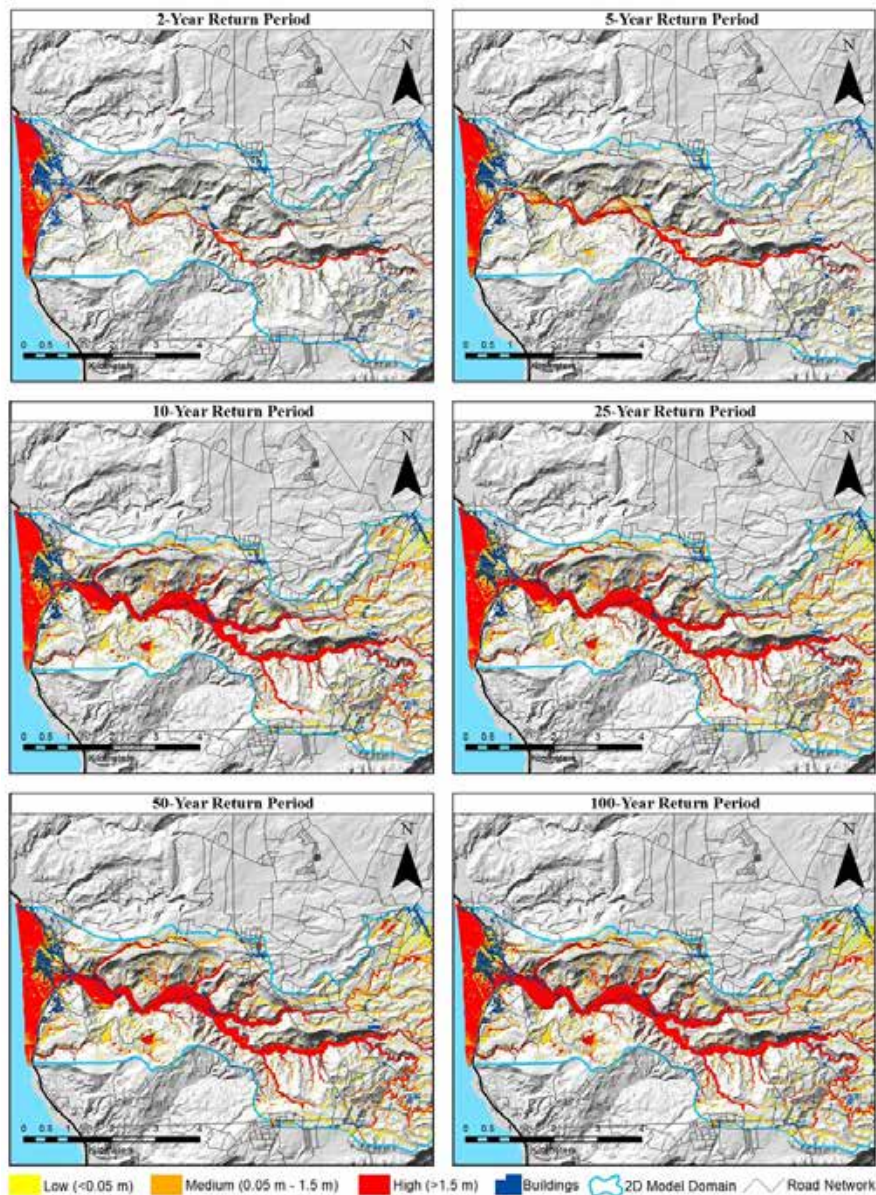 2-Year Return Period
5-Year Return Period
N
N
0 0.5 1 2 3 4
0 0.5 1 2 3 4
Kilometers
Kilometers
10-Year Return Period
25-Year Return Period
N
N
0 0.5 1 2 3 4
0 0.5 1 2 3 4
Kilometers
Kilometers
50-Year Return Period
100-Year Return Period
N
N
0 0.5 1 2 3 4
0 0.5 1 2 3 4
Kilometers
Kilometers
Low (<0.05 m) Medium (0.05 m - 1.5 m) High (>1.5 m) Buildings 2D Model Domain Road Network